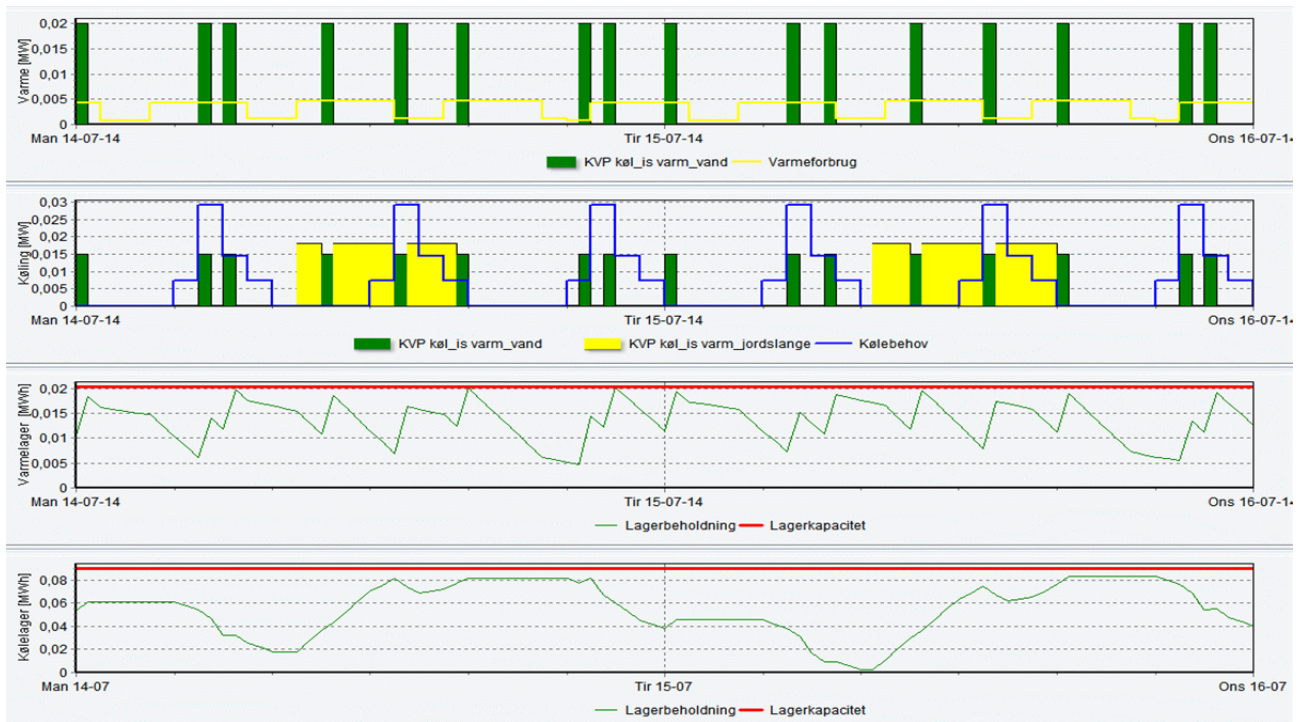 Varme [MW]
0,02
0,015
0,01
0,005
0
Man 14-07-14 Tir 15-07-14 Ons 16-07-14
KVP køl_is varm_vand Varmeforbrug
Køling [MW]
0,03
0,025
0,02
0,015
0,01
0,005
0
Man 14-07-14 Tir 15-07-14 Ons 16-07-14
KVP køl_is varm_vand KVP køl_is varm_jordslange Kølebehov
Varmelager [MWh]
0,02
0,015
0,01
0,005
0
Man 14-07-14 Tir 15-07-14 Ons 16-07-14
Lagerbeholdning Lagerkapacitet
Kølelager [MWh]
0,08
0,06
0,04
0,02
0
Man 14-07 Tir 15-07 Ons 16-07
Lagerbeholdning Lagerkapacitet